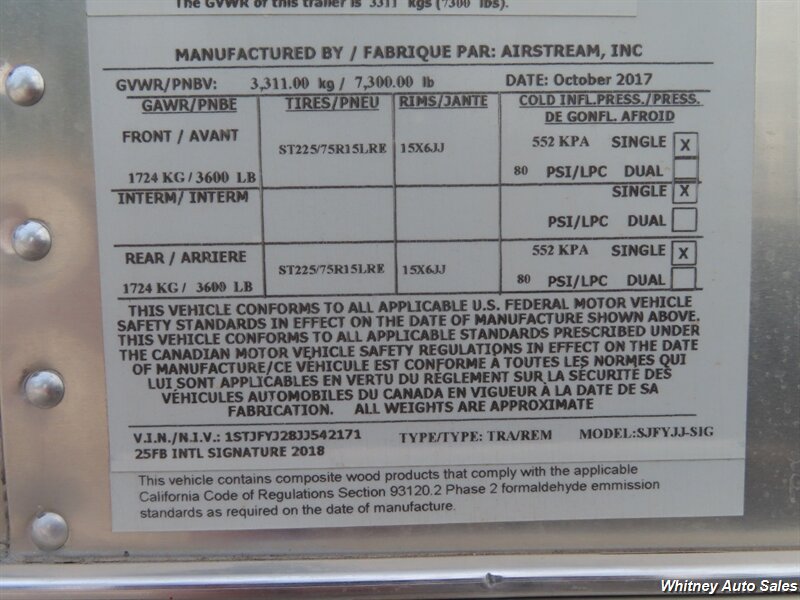 The GVWR of this trailer is 3311 kgs (7300 lbs).
MANUFACTURED BY / FABRIQUE PAR: AIRSTREAM, INC
GVWR/PNBV: 3,311.00 kg / 7,300.00 lb DATE: October 2017
GAWR/PNBE TIRES/PNEU RIMS/JANTE COLD INFL.PRESS./PRESS. DE GONFL. AFROID
FRONT / AVANT ST225/75R15LRE 15X6JJ 552 KPA SINGLE X
1724 KG / 3600 LB 80 PSI/LPC DUAL
INTERM/ INTERM SINGLE X
PSI/LPC DUAL
REAR / ARRIERE ST225/75R15LRE 15X6JJ 552 KPA SINGLE X
1724 KG / 3600 LB 80 PSI/LPC DUAL
THIS VEHICLE CONFORMS TO ALL APPLICABLE U.S. FEDERAL MOTOR VEHICLE
SAFETY STANDARDS IN EFFECT ON THE DATE OF MANUFACTURE SHOWN ABOVE.
THIS VEHICLE CONFORMS TO ALL APPLICABLE STANDARDS PRESCRIBED UNDER
THE CANADIAN MOTOR VEHICLE SAFETY REGULATIONS IN EFFECT ON THE DATE
OF MANUFACTURE/CE VÉHICULE EST CONFORME À TOUTES LES NORMES QUI
LUI SONT APPLICABLES EN VERTU DU RÈGLEMENT SUR LA SÉCURITÉ DES
VÉHICULES AUTOMOBILES DU CANADA EN VIGUEUR À LA DATE DE SA
FABRICATION. ALL WEIGHTS ARE APPROXIMATE
V.I.N./N.I.V.: 1STJFYJ28JJ542171 TYPE/TYPE: TRA/REM MODEL:SJFYJJ-SIG
25FB INTL SIGNATURE 2018
This vehicle contains composite wood products that comply with the applicable
California Code of Regulations Section 93120.2 Phase 2 formaldehyde emmission
standards as required on the date of manufacture.
Whitney Auto Sales